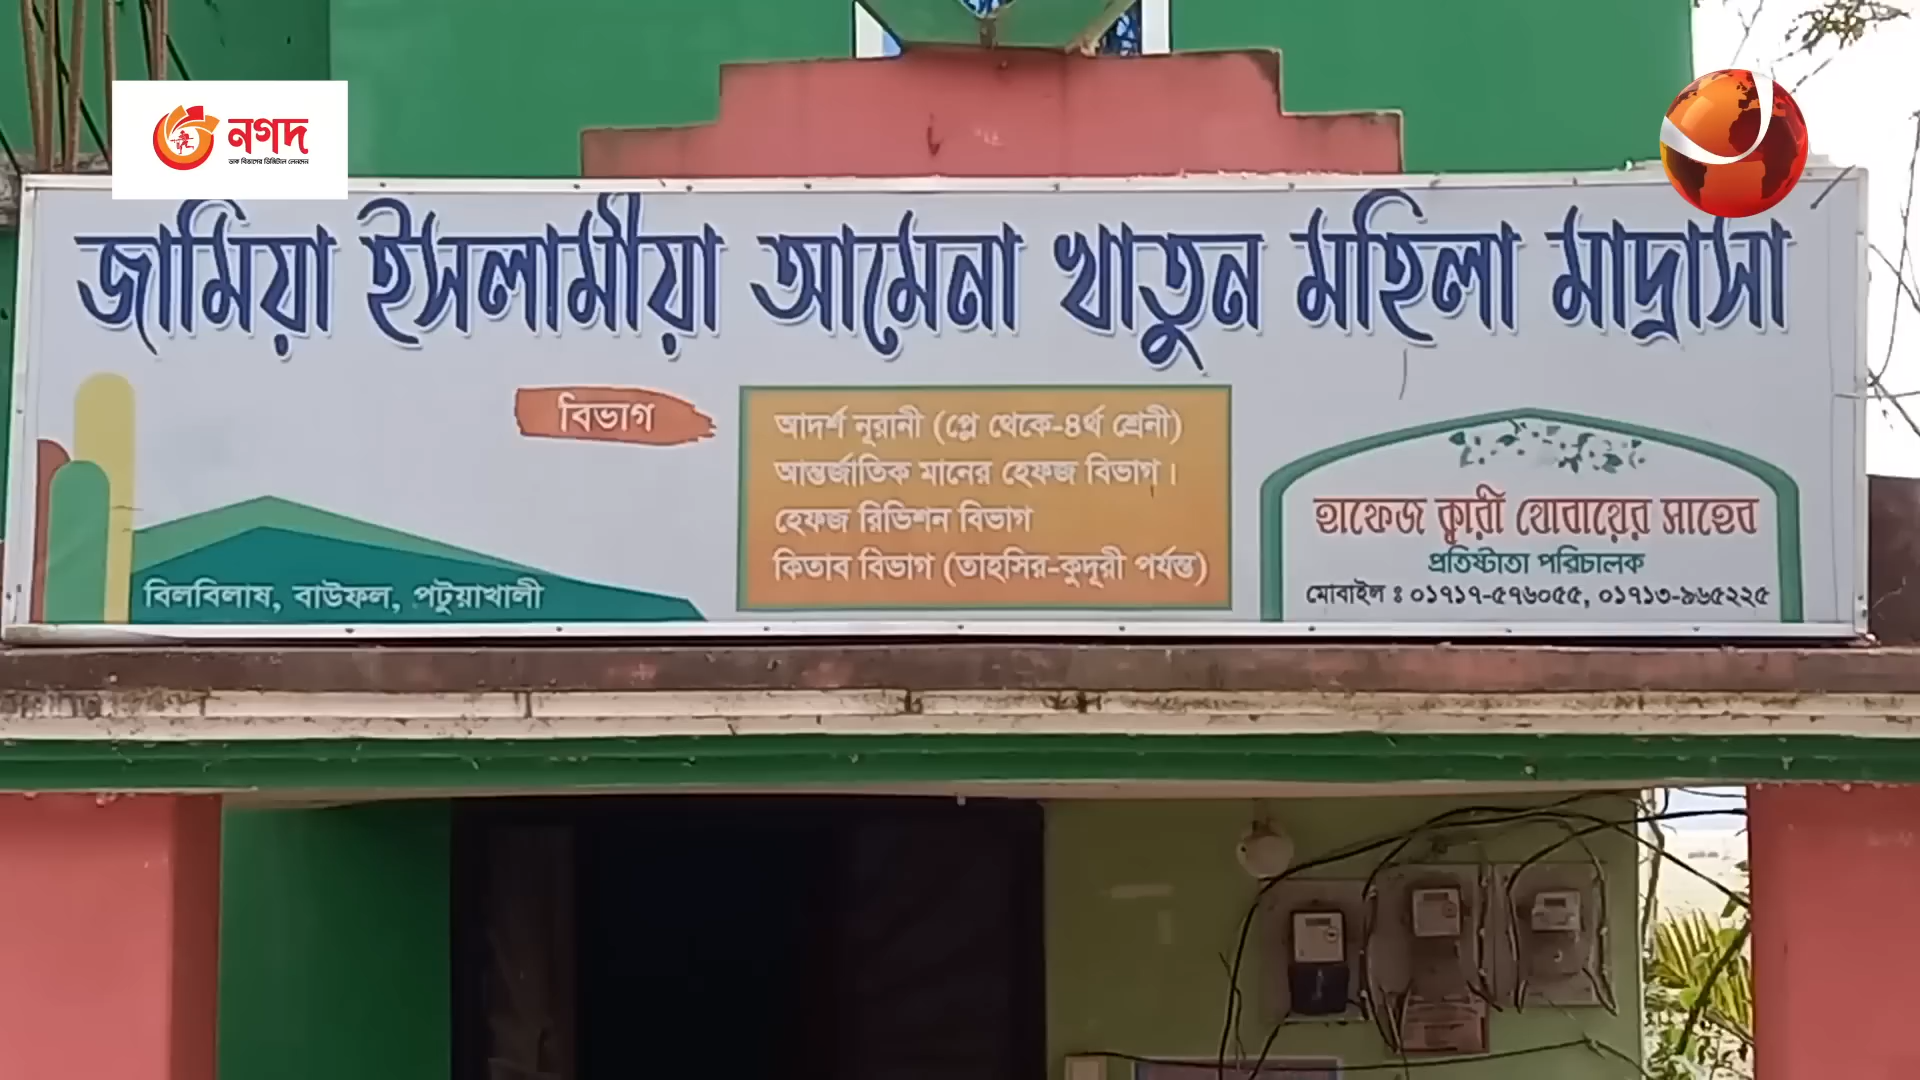 নগদ
ডাক বিভাগের ডিজিটাল লেনদেন
জামিয়া ইসলামীয়া আমেনা খাতুন মহিলা মাদ্রাসা
বিভাগ
আদর্শ নূরানী (প্লে থেকে-৪র্থ শ্রেনী)
আন্তর্জাতিক মানের হেফজ বিভাগ।
হেফজ রিভিশন বিভাগ
কিতাব বিভাগ (তাহসির-কুদূরী পর্যন্ত)
হাফেজ ক্বারী যোবায়ের সাহেব
প্রতিষ্টাতা পরিচালক
মোবাইল ঃ ০১৭১৭-৫৭৬০৫৫, ০১৭১৩-৯৬৫২২৫
বিলবিলাষ, বাউফল, পটুয়াখালী